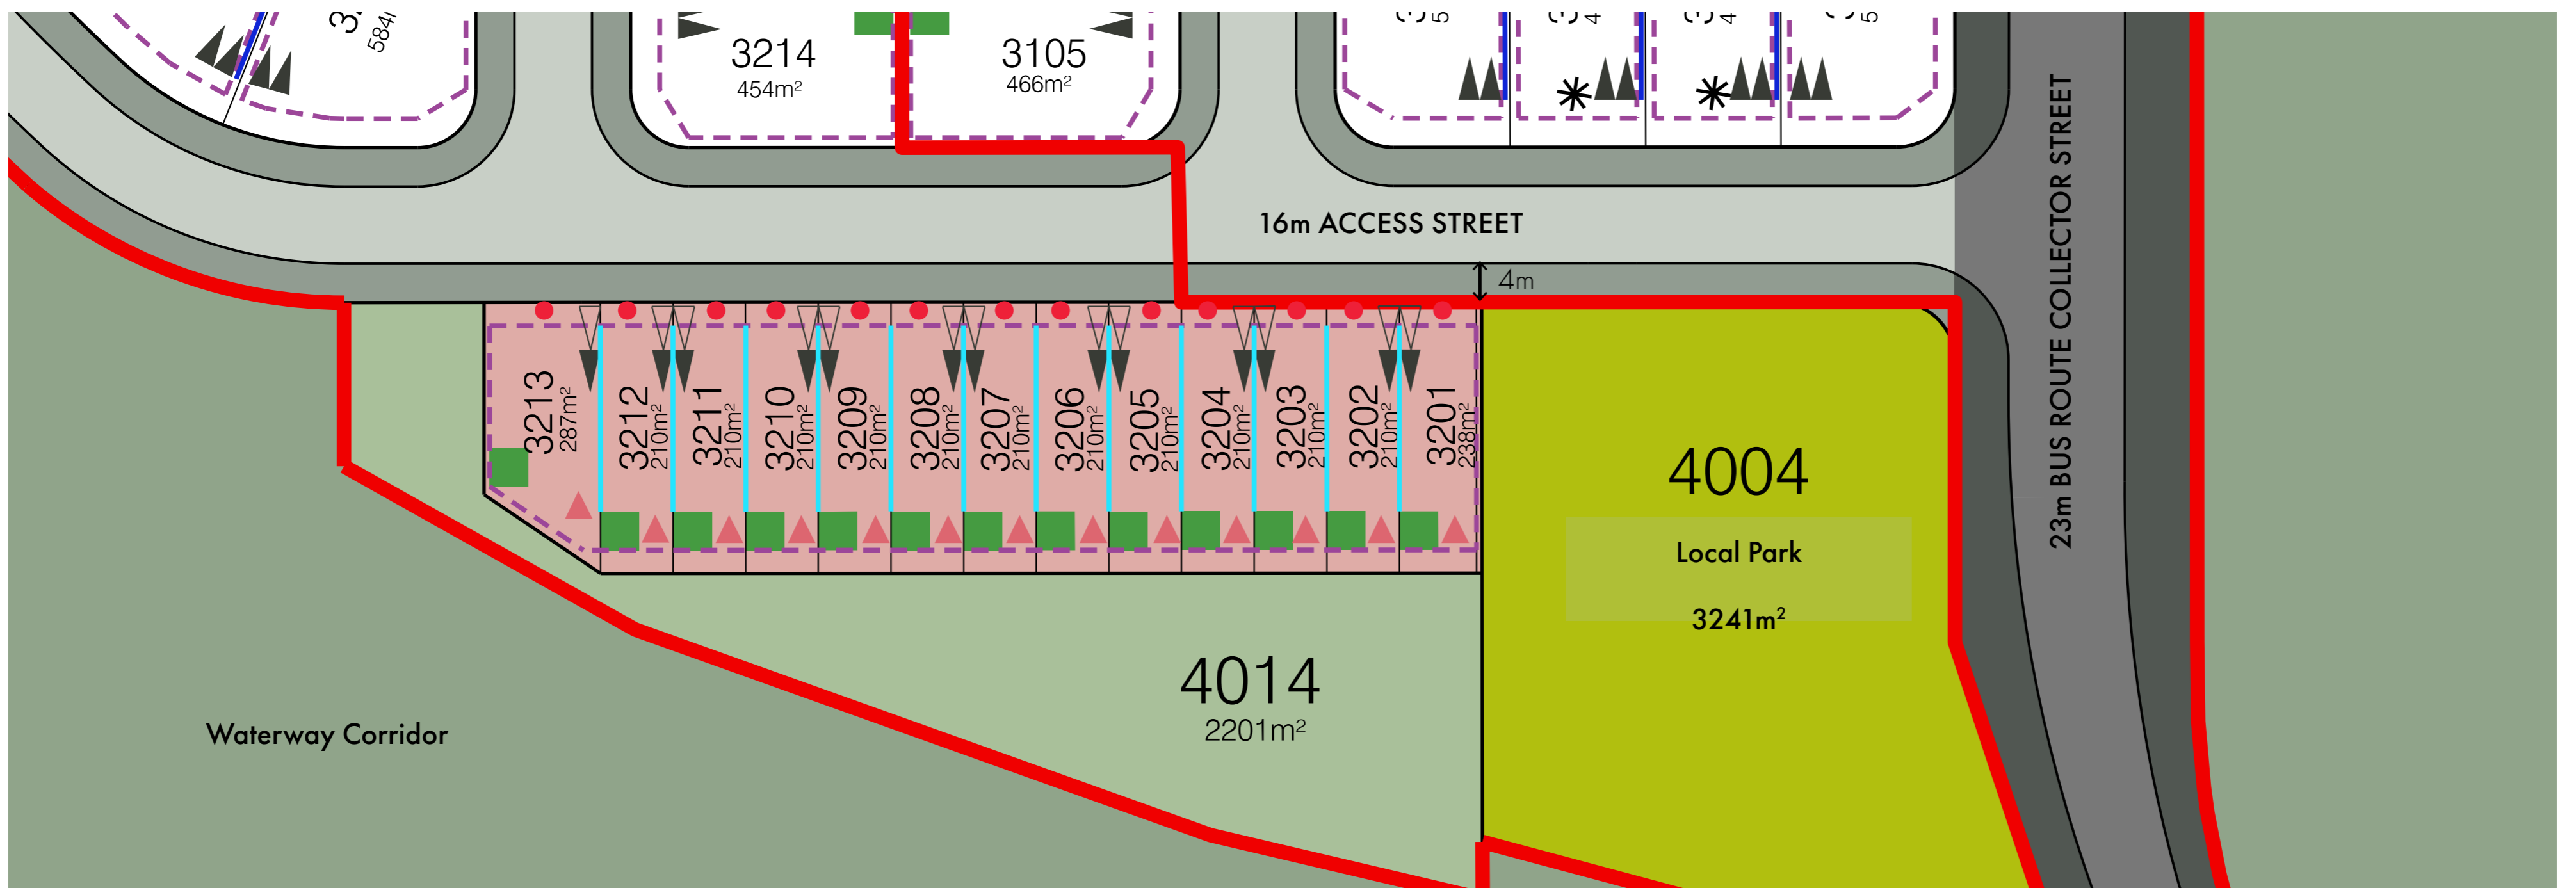 584
3214
454m²
3105
466m²
16m ACCESS STREET
4m
23m BUS ROUTE COLLECTOR STREET
3213
287m²
3212
210m²
3211
210m²
3210
210m²
3209
210m²
3208
210m²
3207
210m²
3206
210m²
3205
210m²
3204
210m²
3203
210m²
3202
210m²
3201
238m²
4004
Local Park
3241m²
4014
2201m²
Waterway Corridor